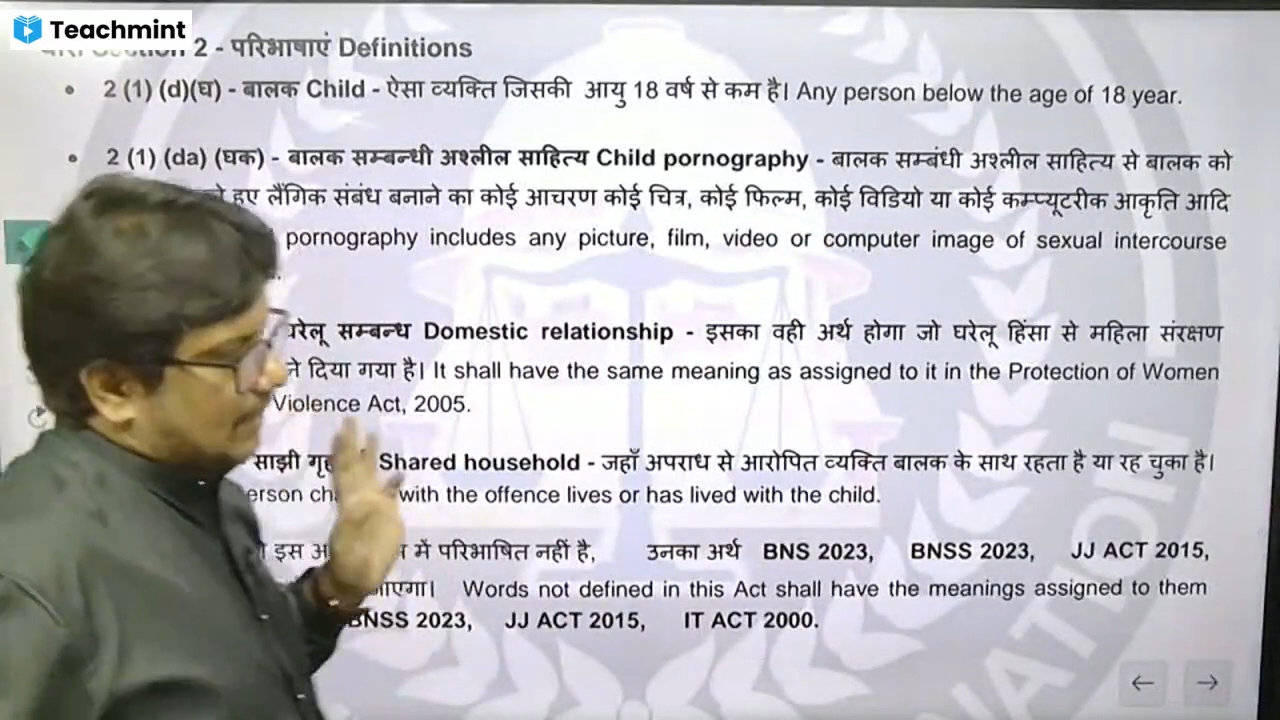 Teachmint
Section 2 - परिभाषाएं Definitions
• 2 (1) (d)(घ) - बालक Child - ऐसा व्यक्ति जिसकी आयु 18 वर्ष से कम है। Any person below the age of 18 year.
• 2 (1) (da) (घक) - बालक सम्बन्धी अश्लील साहित्य Child pornography - बालक सम्बंधी अश्लील साहित्य से बालक को
हुए लैंगिक संबंध बनाने का कोई आचरण कोई चित्र, कोई फिल्म, कोई विडियो या कोई कम्प्यूटरीक आकृति आदि
pornography includes any picture, film, video or computer image of sexual intercourse
सम्बन्ध Domestic relationship - इसका वही अर्थ होगा जो घरेलू हिंसा से महिला संरक्षण
दिया गया है। It shall have the same meaning as assigned to it in the Protection of Women
Violence Act, 2005.
साझी Shared household - जहाँ अपराध से आरोपित व्यक्ति बालक के साथ रहता है या रह चुका है।
with the offence lives or has lived with the child.
इस में परिभाषित नहीं है, उनका अर्थ BNS 2023, BNSS 2023, JJ ACT 2015,
Words not defined in this Act shall have the meanings assigned to them
BNSS 2023, JJ ACT 2015, IT ACT 2000.
NATION